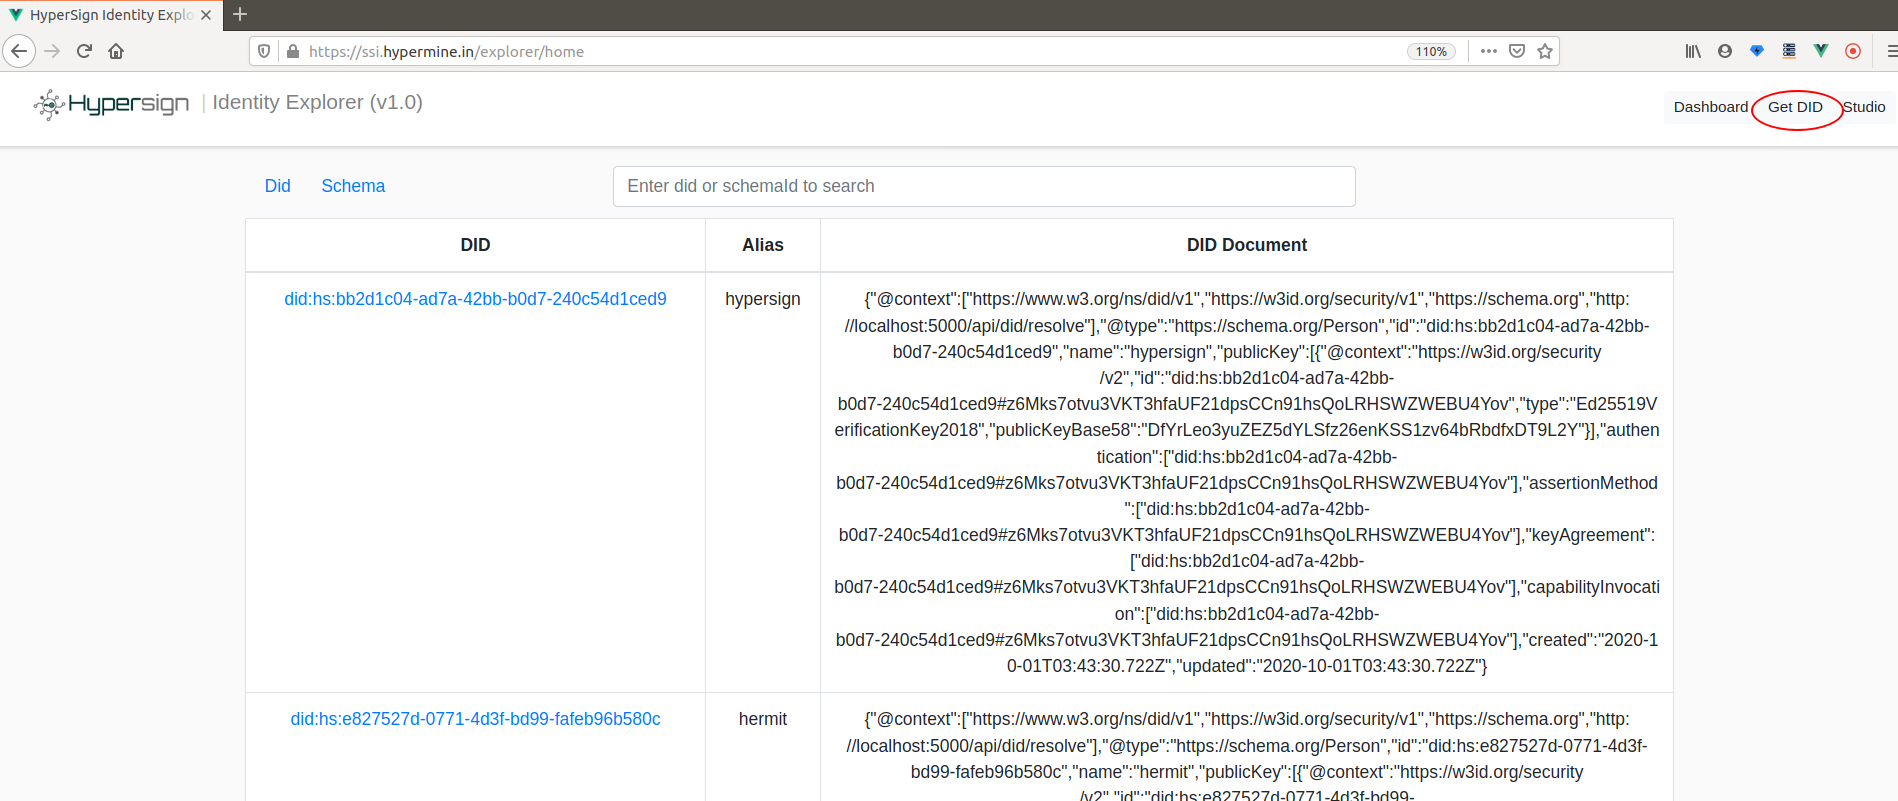 HyperSign Identity Explo
https://ssi.hypermine.in/explorer/home
110%
Hypersign | Identity Explorer (v1.0)
Dashboard Get DID Studio
Did Schema
Enter did or schemaId to search
DID Alias DID Document
did:hs:bb2d1c04-ad7a-42bb-b0d7-240c54d1ced9 hypersign {"@context":["https://www.w3.org/ns/did/v1","https://w3id.org/security/v1","https://schema.org","http:
//localhost:5000/api/did/resolve"],"@type":"https://schema.org/Person","id":"did:hs:bb2d1c04-ad7a-42bb-
b0d7-240c54d1ced9","name":"hypersign","publicKey":[{"@context":"https://w3id.org/security
/v2","id":"did:hs:bb2d1c04-ad7a-42bb-
b0d7-240c54d1ced9#z6Mks7otvu3VKT3hfaUF21dpsCCn91hsQoLRHSWZWEBU4Yov","type":"Ed25519V
erificationKey2018","publicKeyBase58":"DfYrLeo3yuZEZ5dYLSfz26enKSS1zv64bRbdfxDT9L2Y"}],"authen
tication":["did:hs:bb2d1c04-ad7a-42bb-
b0d7-240c54d1ced9#z6Mks7otvu3VKT3hfaUF21dpsCCn91hsQoLRHSWZWEBU4Yov"],"assertionMethod
":["did:hs:bb2d1c04-ad7a-42bb-
b0d7-240c54d1ced9#z6Mks7otvu3VKT3hfaUF21dpsCCn91hsQoLRHSWZWEBU4Yov"],"keyAgreement":
["did:hs:bb2d1c04-ad7a-42bb-
b0d7-240c54d1ced9#z6Mks7otvu3VKT3hfaUF21dpsCCn91hsQoLRHSWZWEBU4Yov"],"capabilityInvocati
on":["did:hs:bb2d1c04-ad7a-42bb-
b0d7-240c54d1ced9#z6Mks7otvu3VKT3hfaUF21dpsCCn91hsQoLRHSWZWEBU4Yov"],"created":"2020-1
0-01T03:43:30.722Z","updated":"2020-10-01T03:43:30.722Z"}
did:hs:e827527d-0771-4d3f-bd99-fafeb96b580c hermit {"@context":["https://www.w3.org/ns/did/v1","https://w3id.org/security/v1","https://schema.org","http:
//localhost:5000/api/did/resolve"],"@type":"https://schema.org/Person","id":"did:hs:e827527d-0771-4d3f-
bd99-fafeb96b580c","name":"hermit","publicKey":[{"@context":"https://w3id.org/security
/v2","id":"did:hs:e827527d-0771-4d3f-bd99-